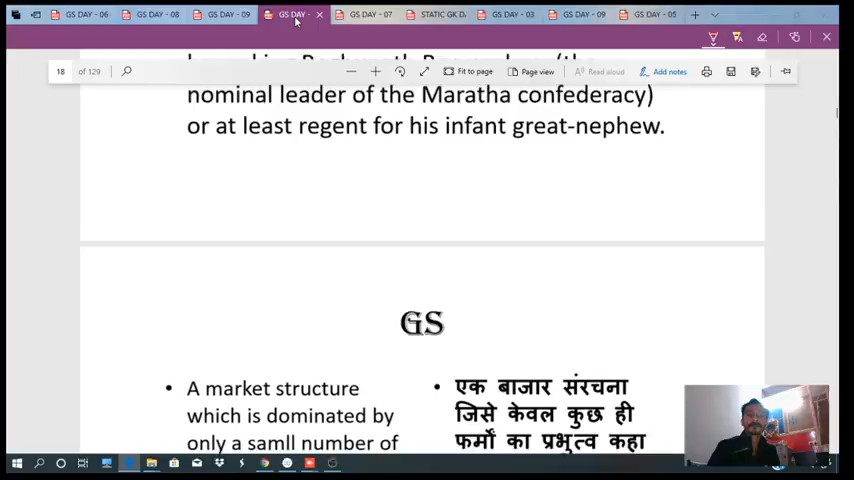 GS DAY - 06
GS DAY - 08
GS DAY - 09
GS DAY -
GS DAY - 07
STATIC GK D
GS DAY - 03
GS DAY - 09
GS DAY - 05
18 of 129
Fit to page
Page view
Read aloud
Add notes
nominal leader of the Maratha confederacy)
or at least regent for his infant great-nephew.
GS
• A market structure
which is dominated by
only a samll number of
• एक बाजार संरचना
जिसे केवल कुछ ही
फर्मों का प्रभुत्व कहा